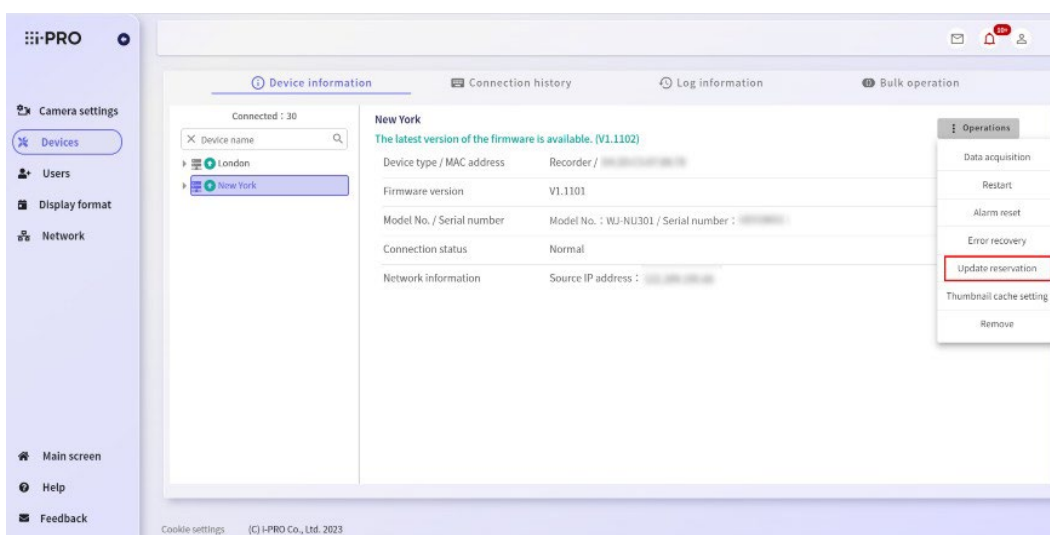 i-PRO
10+
Camera settings
Devices
Users
Display format
Network
Main screen
Help
Feedback
Device information
Connection history
Log information
Bulk operation
Connected : 30
Device name
London
New York
New York
The latest version of the firmware is available. (V1.1102)
Device type / MAC address Recorder /
Firmware version V1.1101
Model No. / Serial number Model No. : WJ-NU301 / Serial number :
Connection status Normal
Network information Source IP address :
Operations
Data acquisition
Restart
Alarm reset
Error recovery
Update reservation
Thumbnail cache setting
Remove
Cookie settings (C) i-PRO Co., Ltd. 2023